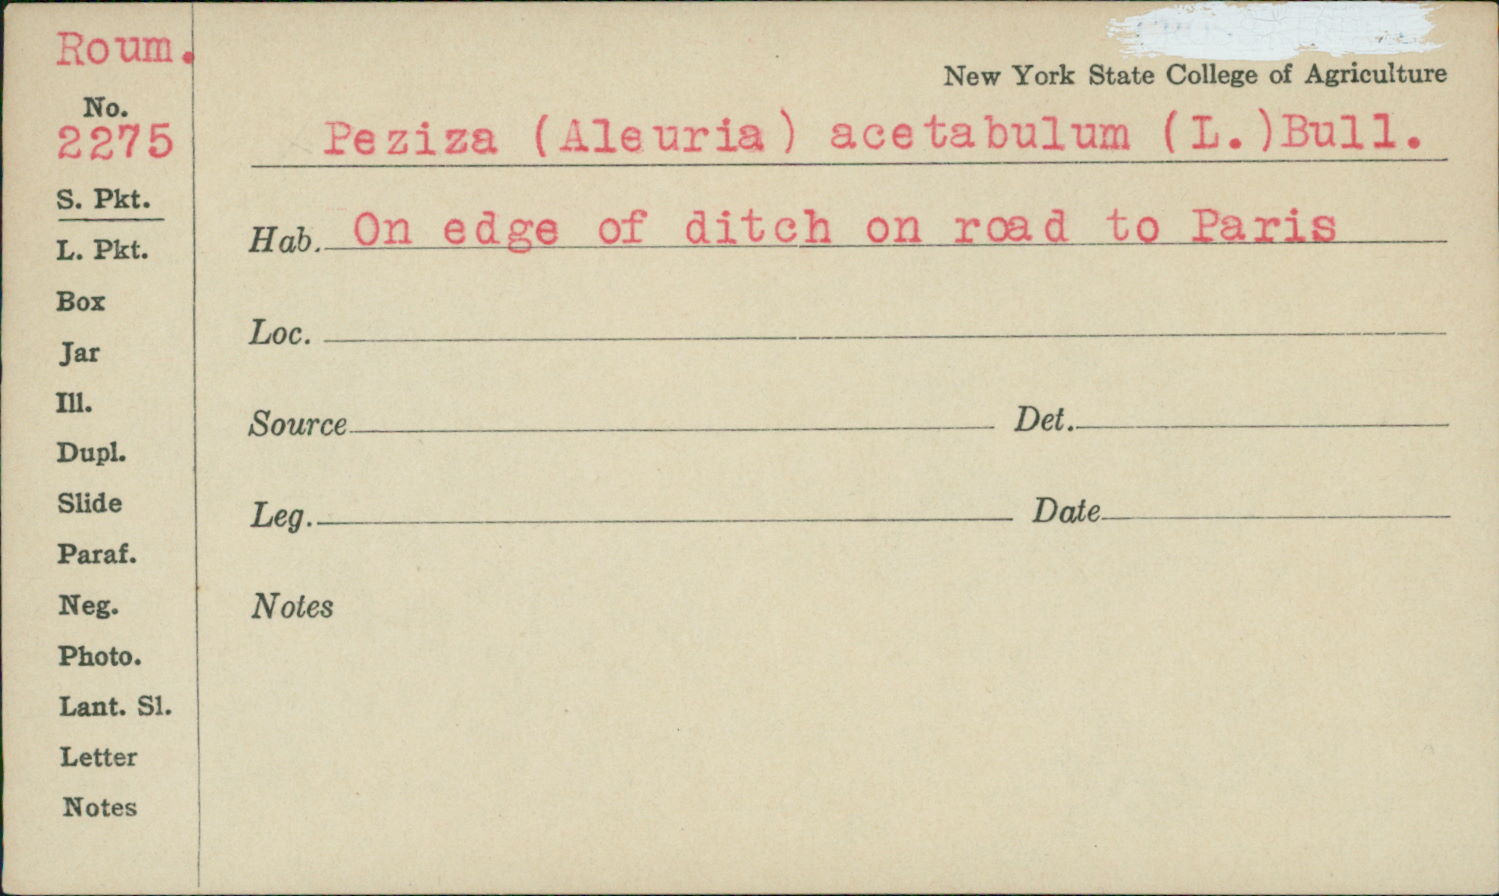 Roum.
No.
2275
S. Pkt.
L. Pkt.
Box
Jar
Ill.
Dupl.
Slide
Paraf.
Neg.
Photo.
Lant. Sl.
Letter
Notes
New York State College of Agriculture
Peziza (Aleuria) acetabulum (L.)Bull.
Hab. On edge of ditch on road to Paris
Loc.
Source Det.
Leg. Date
Notes